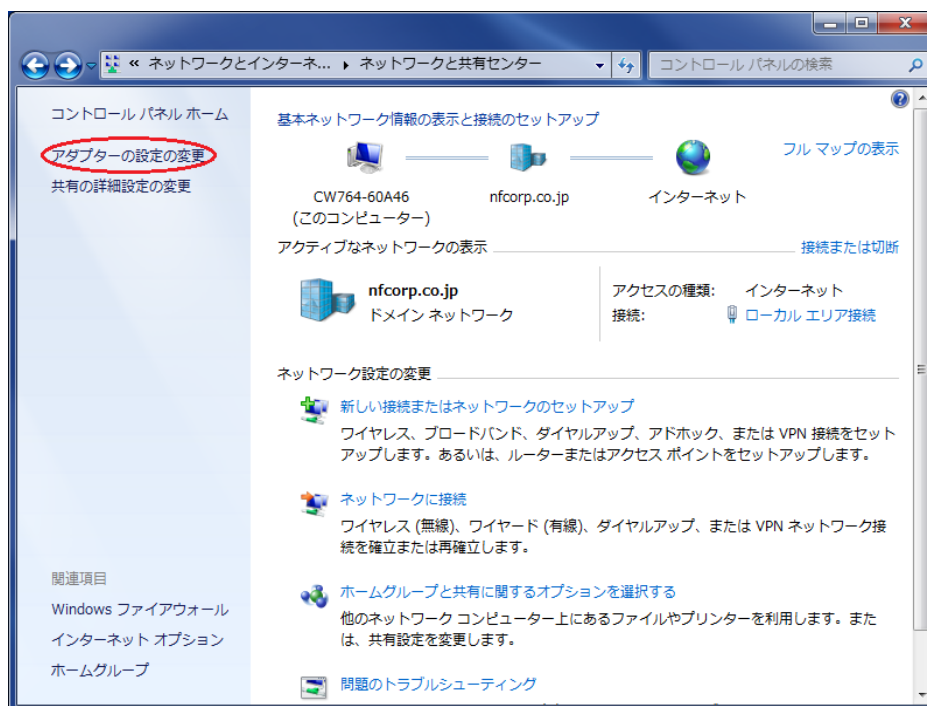 « ネットワークとインターネ... ▸ ネットワークと共有センター
コントロール パネルの検索
コントロール パネル ホーム
アダプターの設定の変更
共有の詳細設定の変更
基本ネットワーク情報の表示と接続のセットアップ
フル マップの表示
CW764-60A46
(このコンピューター)
nfcorp.co.jp
インターネット
アクティブなネットワークの表示
接続または切断
nfcorp.co.jp
ドメイン ネットワーク
アクセスの種類: インターネット
接続: ローカル エリア接続
ネットワーク設定の変更
新しい接続またはネットワークのセットアップ
ワイヤレス、ブロードバンド、ダイヤルアップ、アドホック、または VPN 接続をセット
アップします。あるいは、ルーターまたはアクセス ポイントをセットアップします。
ネットワークに接続
ワイヤレス (無線)、ワイヤード (有線)、ダイヤルアップ、または VPN ネットワーク接
続を確立または再確立します。
ホームグループと共有に関するオプションを選択する
他のネットワーク コンピューター上にあるファイルやプリンターを利用します。また
は、共有設定を変更します。
問題のトラブルシューティング
関連項目
Windows ファイアウォール
インターネット オプション
ホームグループ